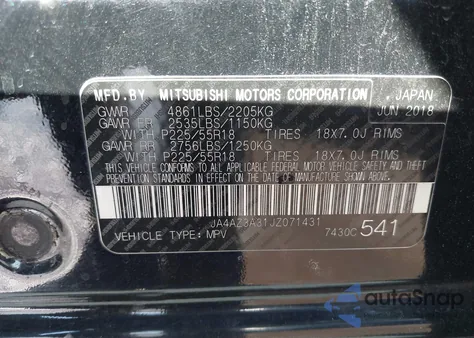 MFD.BY MITSUBISHI MOTORS CORPORATION , JAPAN
GVWR 4861LBS/2205KG JUN 2018
GAWR FR 2535LBS/1150KG
WITH P225/55R18 TIRES 18X7.0J RIMS
GAWR RR 2756LBS/1250KG
WITH P225/55R18 TIRES 18X7.0J RIMS
THIS VEHICLE CONFORMS TO ALL APPLICABLE FEDERAL
MOTOR VEHICLE SAFETY, BUMPER, AND THEFT
PREVENTION STANDARDS IN EFFECT ON THE DATE OF
MANUFACTURE SHOWN ABOVE.
JA4AZ3A31JZ071431
VEHICLE TYPE: MPV 7430C 541
autoSnap